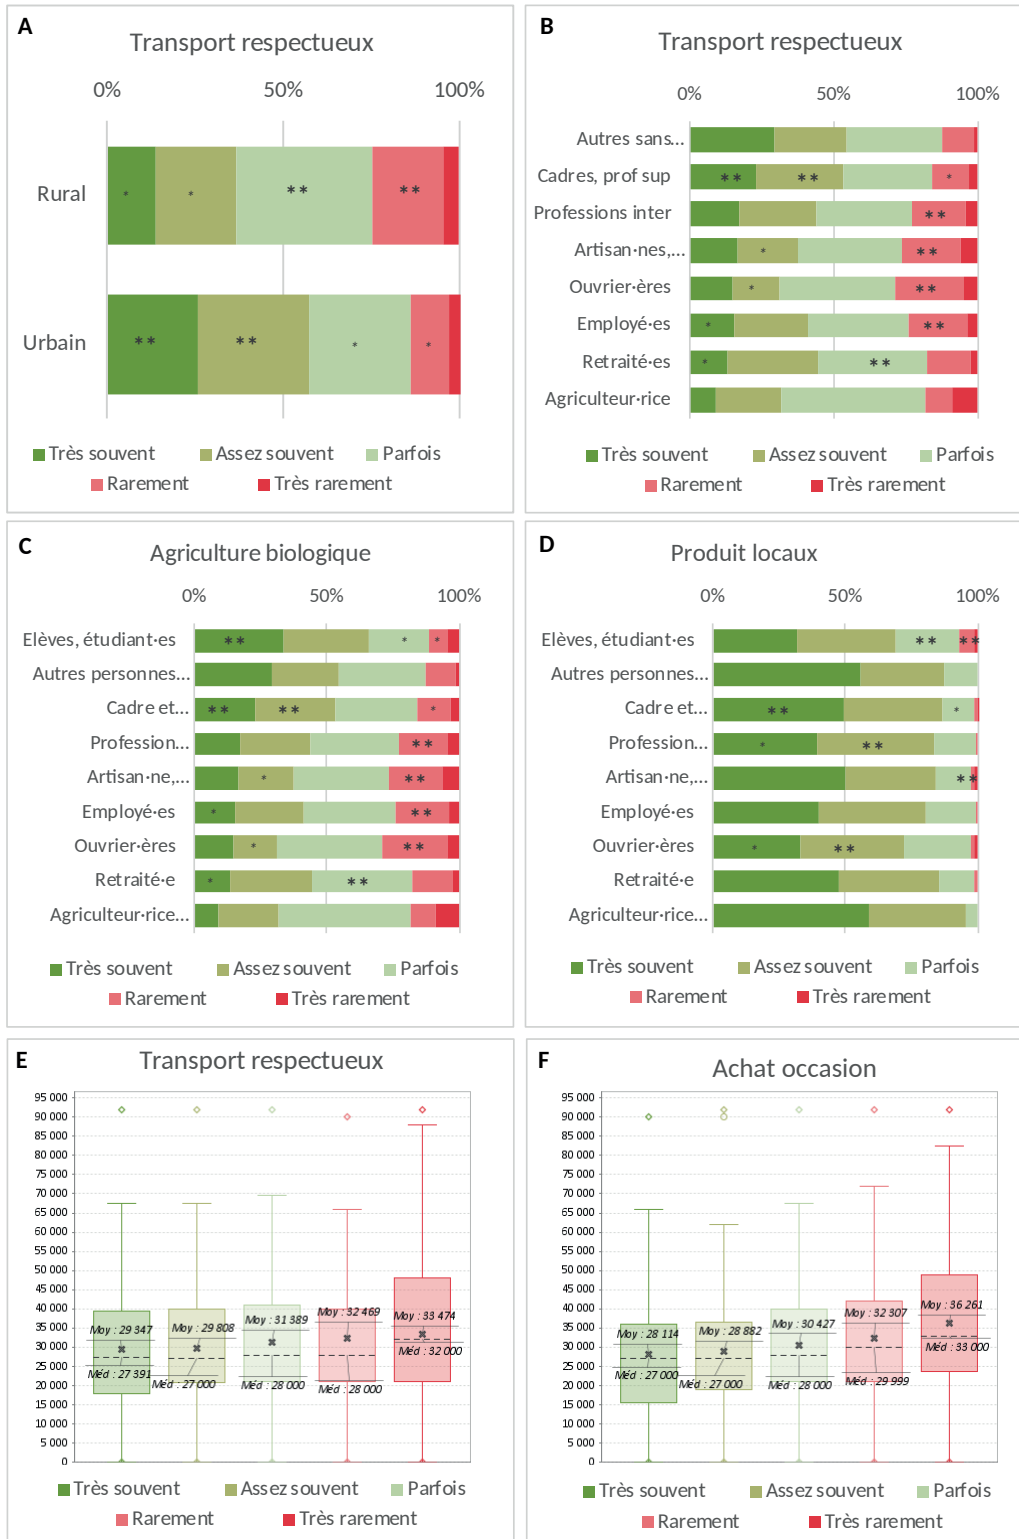 A
Transport respectueux
0% 50% 100%
Rural
* * ** **
Urbain
** ** * *
Très souvent Assez souvent Parfois
Rarement Très rarement
B
Transport respectueux
0% 50% 100%
Autres sans...
Cadres, prof sup ** ** *
Professions inter **
Artisan·nes,... * **
Ouvrier·ères * **
Employé·es * **
Retraité·es * **
Agriculteur·rice
Très souvent Assez souvent Parfois
Rarement Très rarement
C
Agriculture biologique
0% 50% 100%
Elèves, étudiant·es ** * *
Autres personnes...
Cadre et... ** ** *
Profession... **
Artisan·ne,... * **
Employé·es * **
Ouvrier·ères * **
Retraité·e * **
Agriculteur·rice...
Très souvent Assez souvent Parfois
Rarement Très rarement
D
Produit locaux
0% 50% 100%
Elèves, étudiant·es ** **
Autres personnes...
Cadre et... ** *
Profession... * **
Artisan·ne,... **
Employé·es
Ouvrier·ères * **
Retraité·e
Agriculteur·rice...
Très souvent Assez souvent Parfois
Rarement Très rarement
E
Transport respectueux
95 000
90 000
85 000
80 000
75 000
70 000
65 000
60 000
55 000
50 000
45 000
40 000
35 000
30 000
25 000
20 000
15 000
10 000
5 000
0
Moy : 29 347 Moy : 29 808 Moy : 31 389 Moy : 32 469 Moy : 33 474
Méd : 27 391 Méd : 27 000 Méd : 28 000 Méd : 28 000 Méd : 32 000
Très souvent Assez souvent Parfois
Rarement Très rarement
F
Achat occasion
95 000
90 000
85 000
80 000
75 000
70 000
65 000
60 000
55 000
50 000
45 000
40 000
35 000
30 000
25 000
20 000
15 000
10 000
5 000
0
Moy : 28 114 Moy : 28 882 Moy : 30 427 Moy : 32 307 Moy : 36 261
Méd : 27 000 Méd : 27 000 Méd : 28 000 Méd : 29 999 Méd : 33 000
Très souvent Assez souvent Parfois
Rarement Très rarement